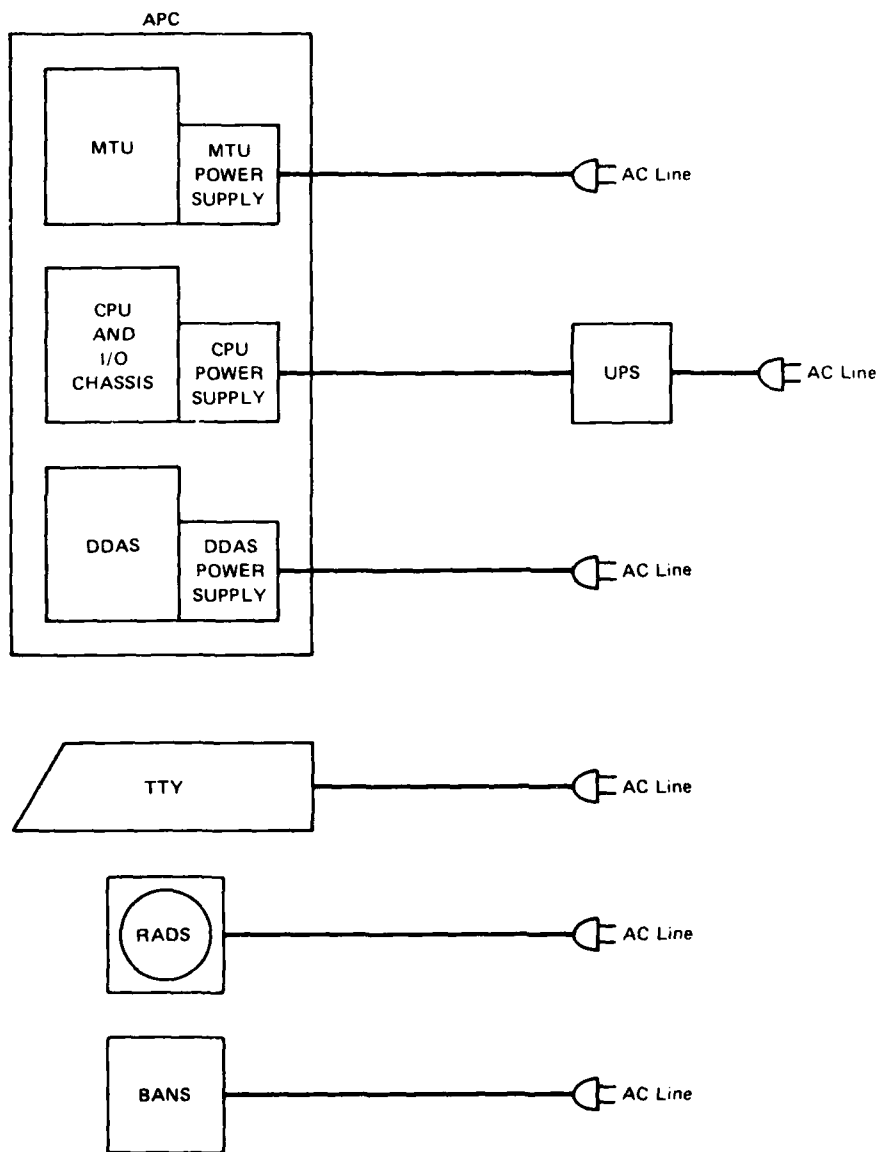 APC
MTU
MTU
POWER
SUPPLY
AC Line
CPU
AND
I/O
CHASSIS
CPU
POWER
SUPPLY
UPS
AC Line
DDAS
DDAS
POWER
SUPPLY
AC Line
TTY
AC Line
RADS
AC Line
BANS
AC Line